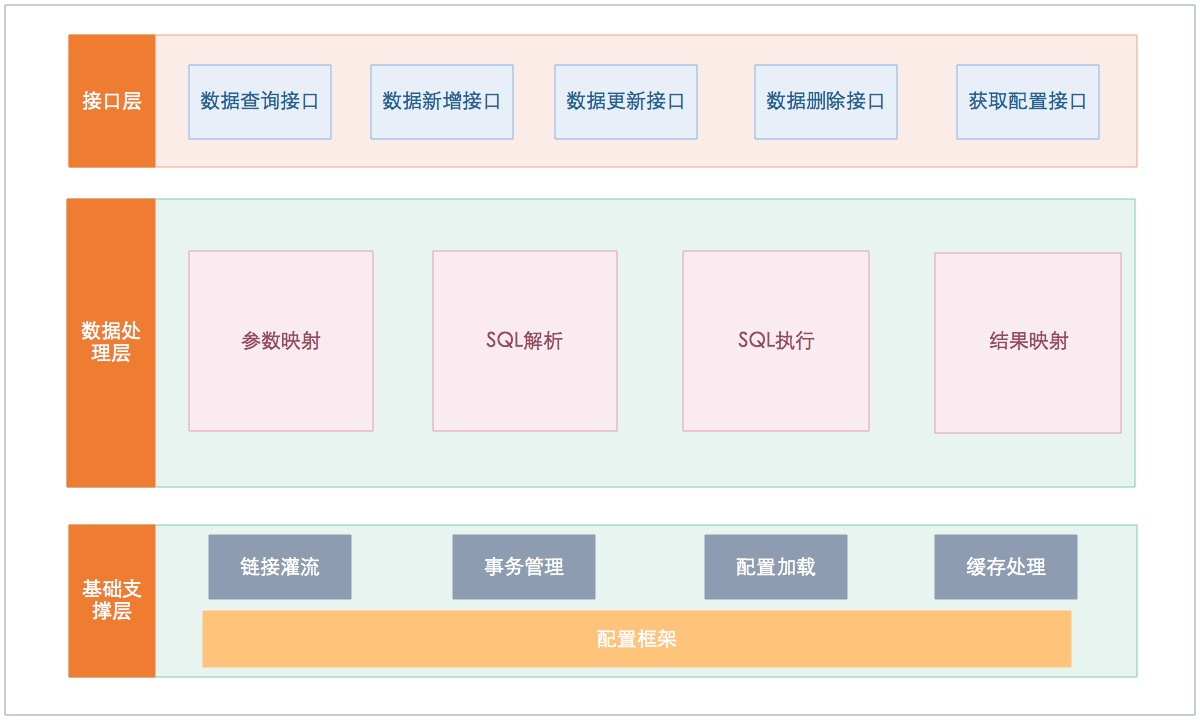 接口层
数据查询接口
数据新增接口
数据更新接口
数据删除接口
获取配置接口
数据处
理层
参数映射
SQL解析
SQL执行
结果映射
基础支
撑层
链接灌流
事务管理
配置加载
缓存处理
配置框架